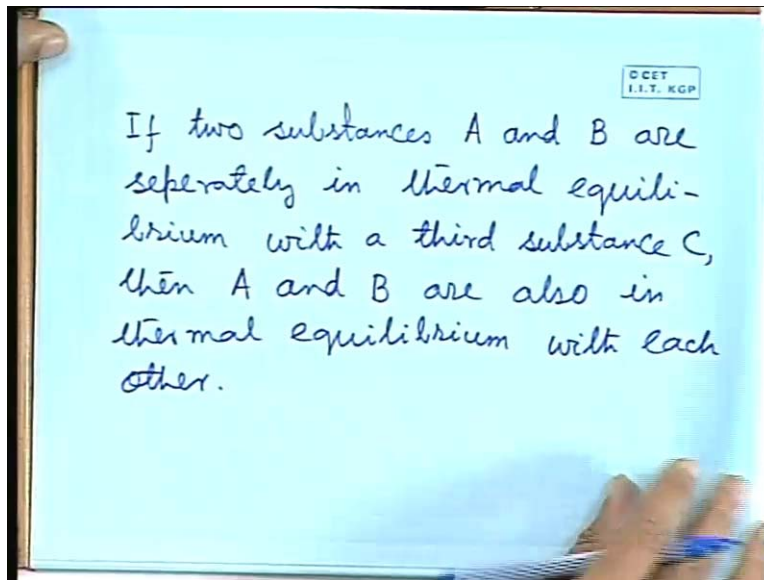 © CET
I.I.T. KGP
If two substances A and B are
seperately in thermal equili-
brium with a third substance C,
then A and B are also in
thermal equilibrium with each
other.